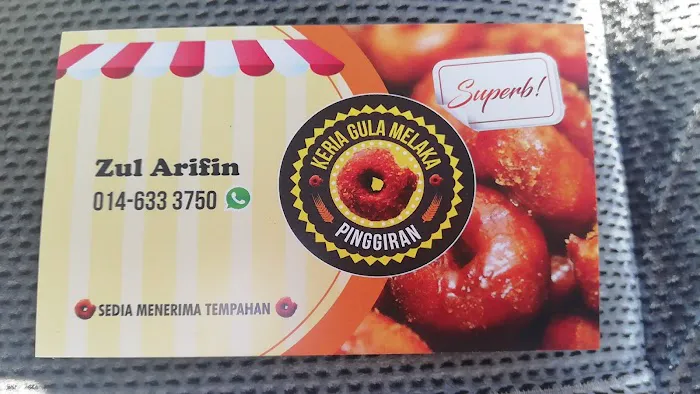 Superb!
KERIA GULA MELAKA
PINGGIRAN
Zul Arifin
014-633 3750
SEDIA MENERIMA TEMPAHAN